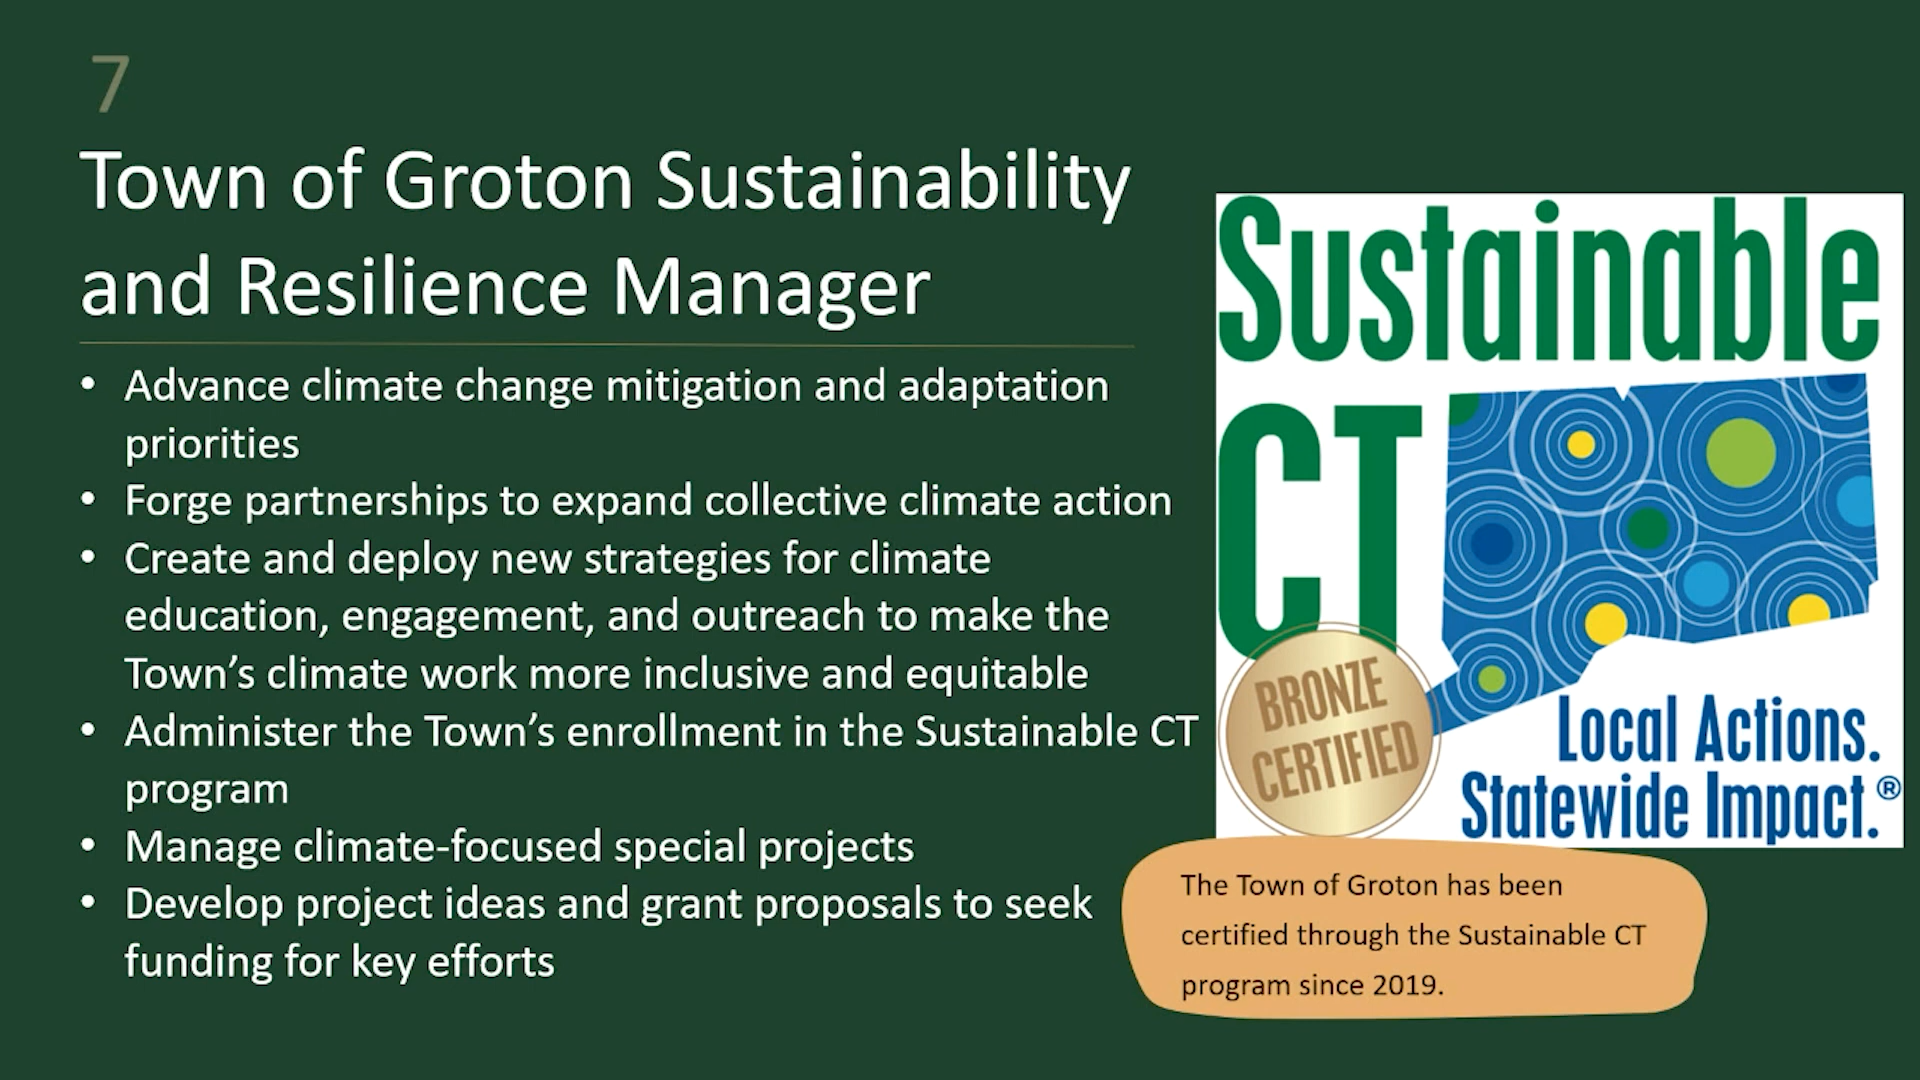 7
Town of Groton Sustainability
and Resilience Manager
• Advance climate change mitigation and adaptation
priorities
• Forge partnerships to expand collective climate action
• Create and deploy new strategies for climate
education, engagement, and outreach to make the
Town’s climate work more inclusive and equitable
• Administer the Town’s enrollment in the Sustainable CT
program
• Manage climate-focused special projects
• Develop project ideas and grant proposals to seek
funding for key efforts
Sustainable
CT
BRONZE
CERTIFIED
Local Actions.
Statewide Impact.®
The Town of Groton has been
certified through the Sustainable CT
program since 2019.